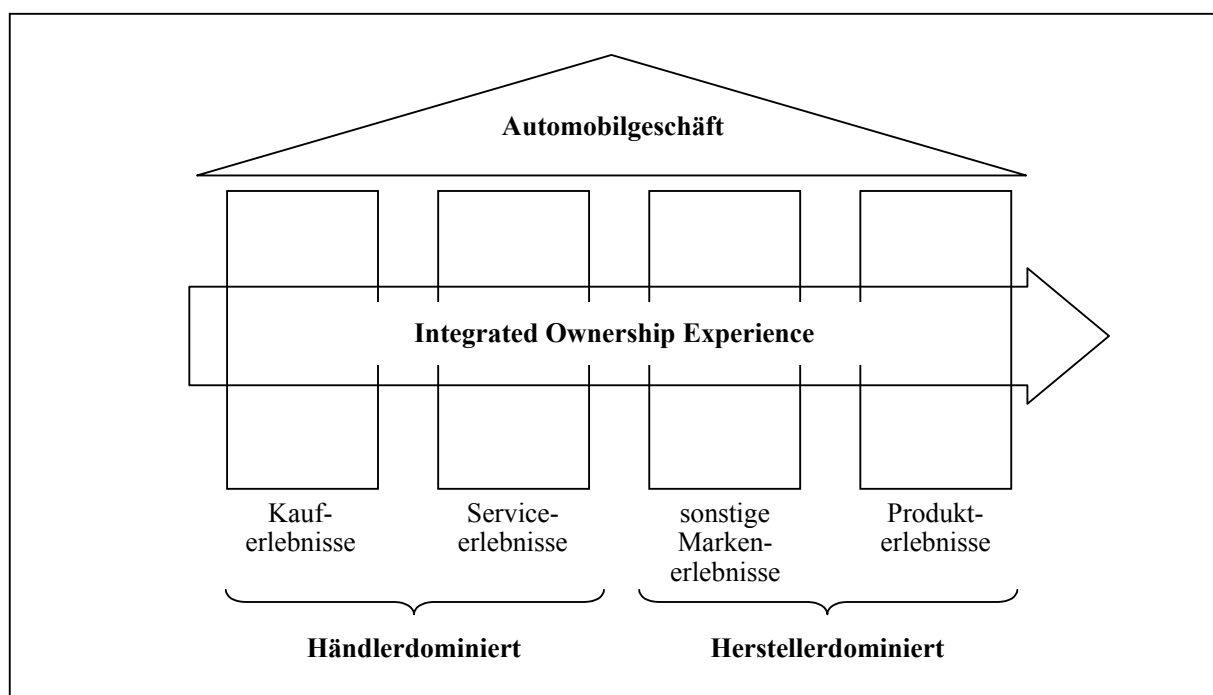 Automobilgeschäft
Integrated Ownership Experience
Kauf-
erlebnisse
Service-
erlebnisse
sonstige
Marken-
erlebnisse
Produkt-
erlebnisse
Händlerdominiert
Herstellerdominiert